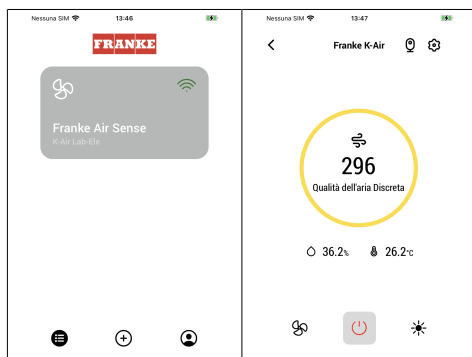 Nessuna SIM 13:46
FRANKE
Franke Air Sense
K-Air Lab-Efe
Nessuna SIM 13:47
Franke K-Air
296
Qualità dell'aria Discreta
36.2% 26.2°C